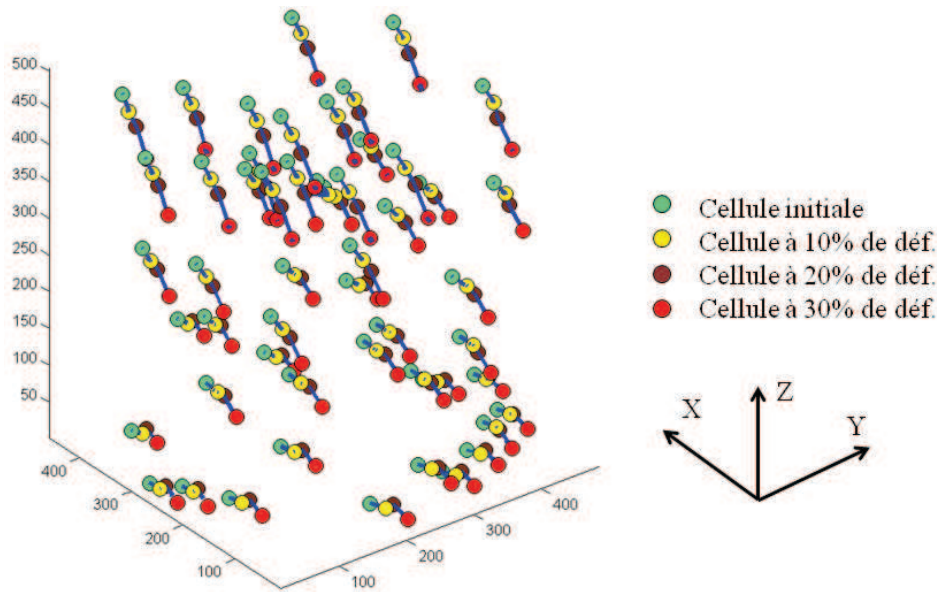 500
450
400
350
300
250
200
150
100
50
400
300
200
100
100
200
300
400
Cellule initiale
Cellule à 10% de déf.
Cellule à 20% de déf.
Cellule à 30% de déf.
X
Z
Y